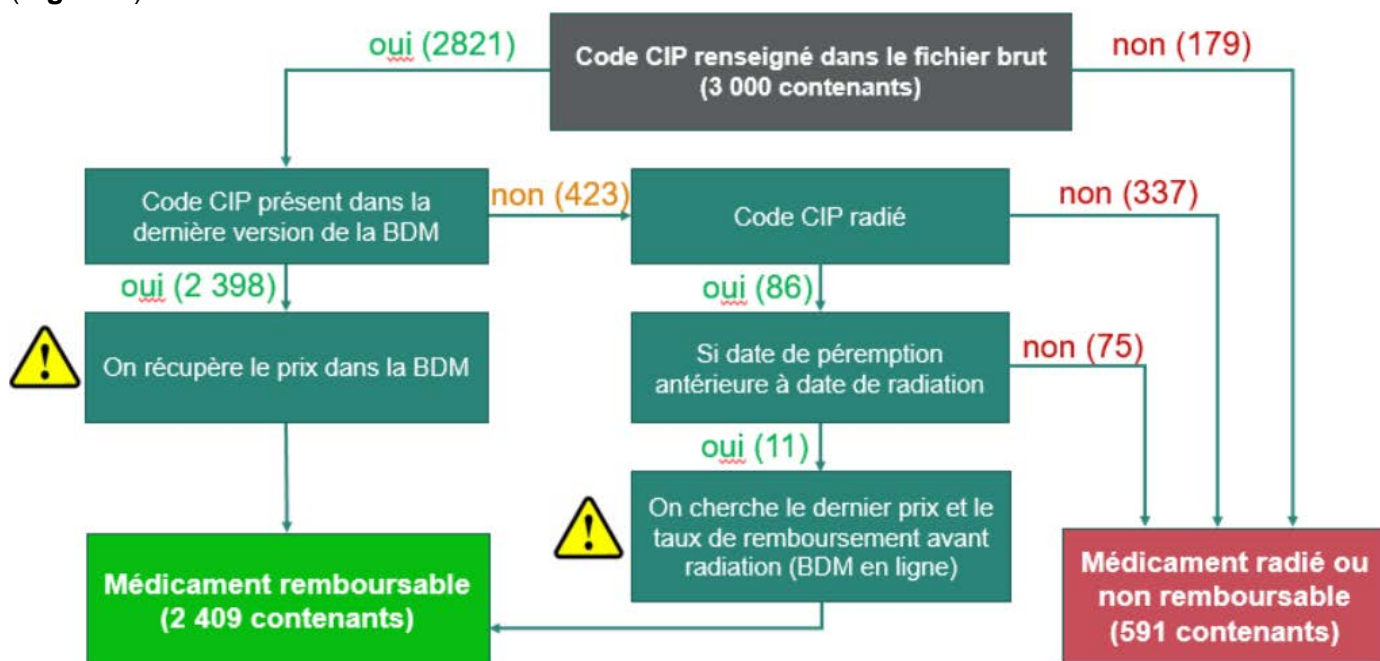 oui (2821)
Code CIP renseigné dans le fichier brut
(3 000 contenants)
non (179)
Code CIP présent dans la
dernière version de la BDM
non (423)
Code CIP radié
non (337)
oui (2 398)
oui (86)
On récupère le prix dans la BDM
Si date de péremption
antérieure à date de radiation
non (75)
oui (11)
On cherche le dernier prix et le
taux de remboursement avant
radiation (BDM en ligne)
Médicament remboursable
(2 409 contenants)
Médicament radié ou
non remboursable
(591 contenants)